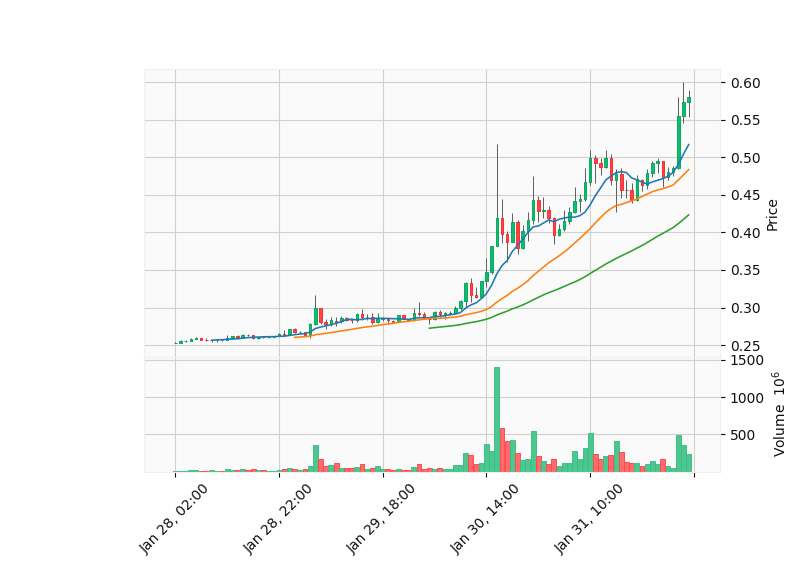 0.60
0.55
0.50
0.45
0.40
0.35
0.30
0.25
Price
1500
1000
500
Volume 10^6
Jan 28, 02:00
Jan 28, 22:00
Jan 29, 18:00
Jan 30, 14:00
Jan 31, 10:00